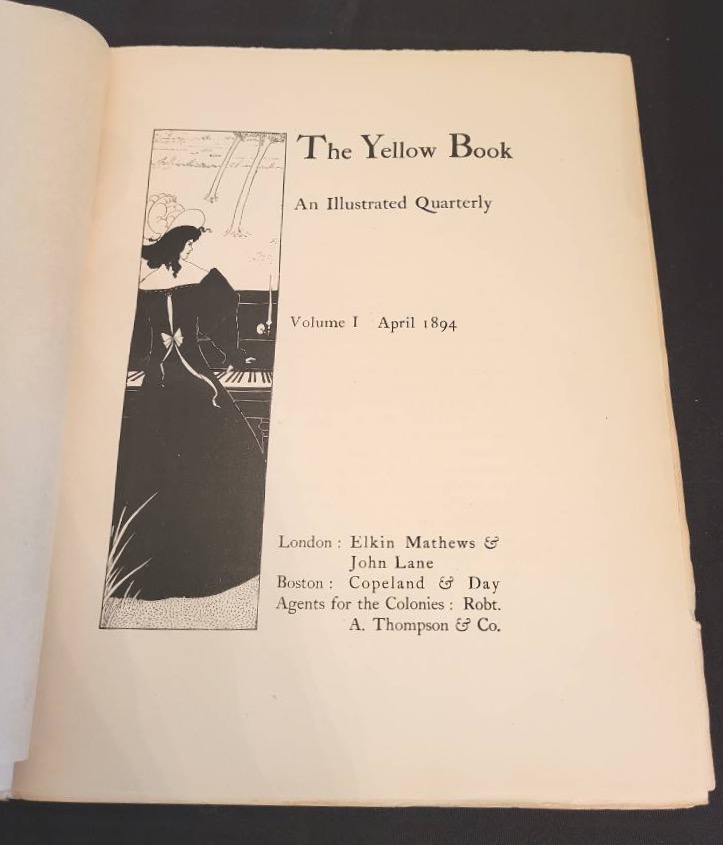 The Yellow Book
An Illustrated Quarterly
Volume I April 1894
London : Elkin Mathews &
John Lane
Boston : Copeland & Day
Agents for the Colonies : Robt.
A. Thompson & Co.